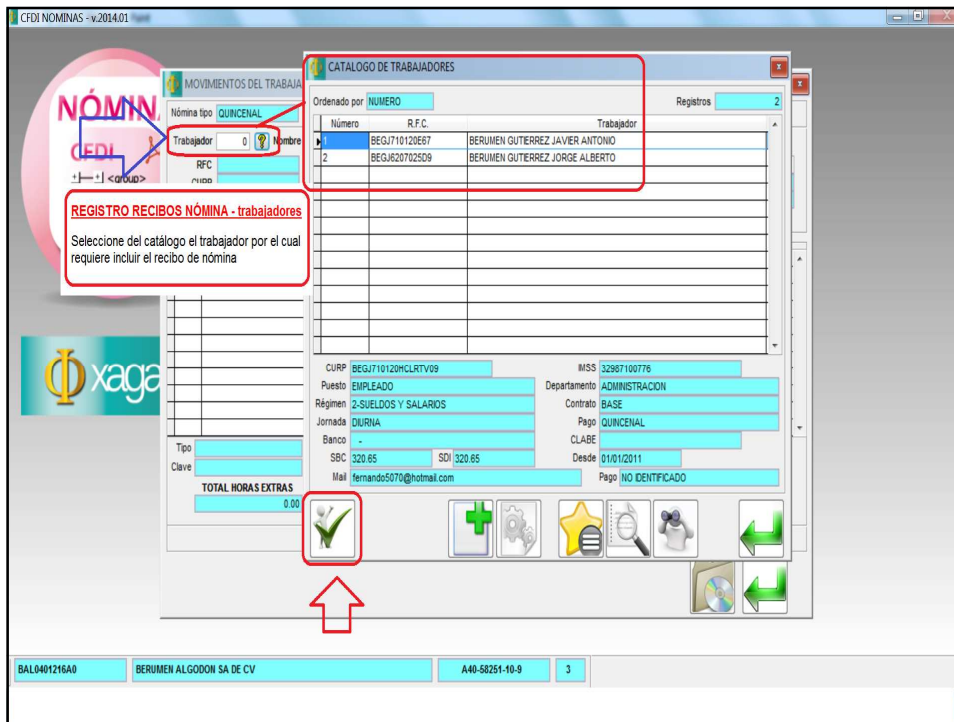 CFDI NOMINAS - v.2014.01
NÓMIN
CFDI
<group>
MOVIMIENTOS DEL TRABAJA
Nómina tipo QUINCENAL
Trabajador 0 Nombre
RFC
CURP
REGISTRO RECIBOS NÓMINA - trabajadores
Seleccione del catálogo el trabajador por el cual
requiere incluir el recibo de nómina
xaga
Tipo
Clave
TOTAL HORAS EXTRAS
0.00
CATALOGO DE TRABAJADORES
Ordenado por NUMERO Registros 2
Número R.F.C. Trabajador
1 BEGJ710120E67 BERUMEN GUTERREZ JAVIER ANTONIO
2 BEGJ6207025D9 BERUMEN GUTIERREZ JORGE ALBERTO
CURP BEGJ710120HCLRTV09 IMSS 32987100776
Puesto EMPLEADO Departamento ADMINISTRACION
Régimen 2-SUELDOS Y SALARIOS Contrato BASE
Jornada DIURNA Pago QUINCENAL
Banco - CLABE
SBC 320.65 SDI 320.65 Desde 01/01/2011
Mail fernando5070@hotmail.com Pago NO IDENTIFICADO
BAL0401216A0 BERUMEN ALGODON SA DE CV A40-58251-10-9 3